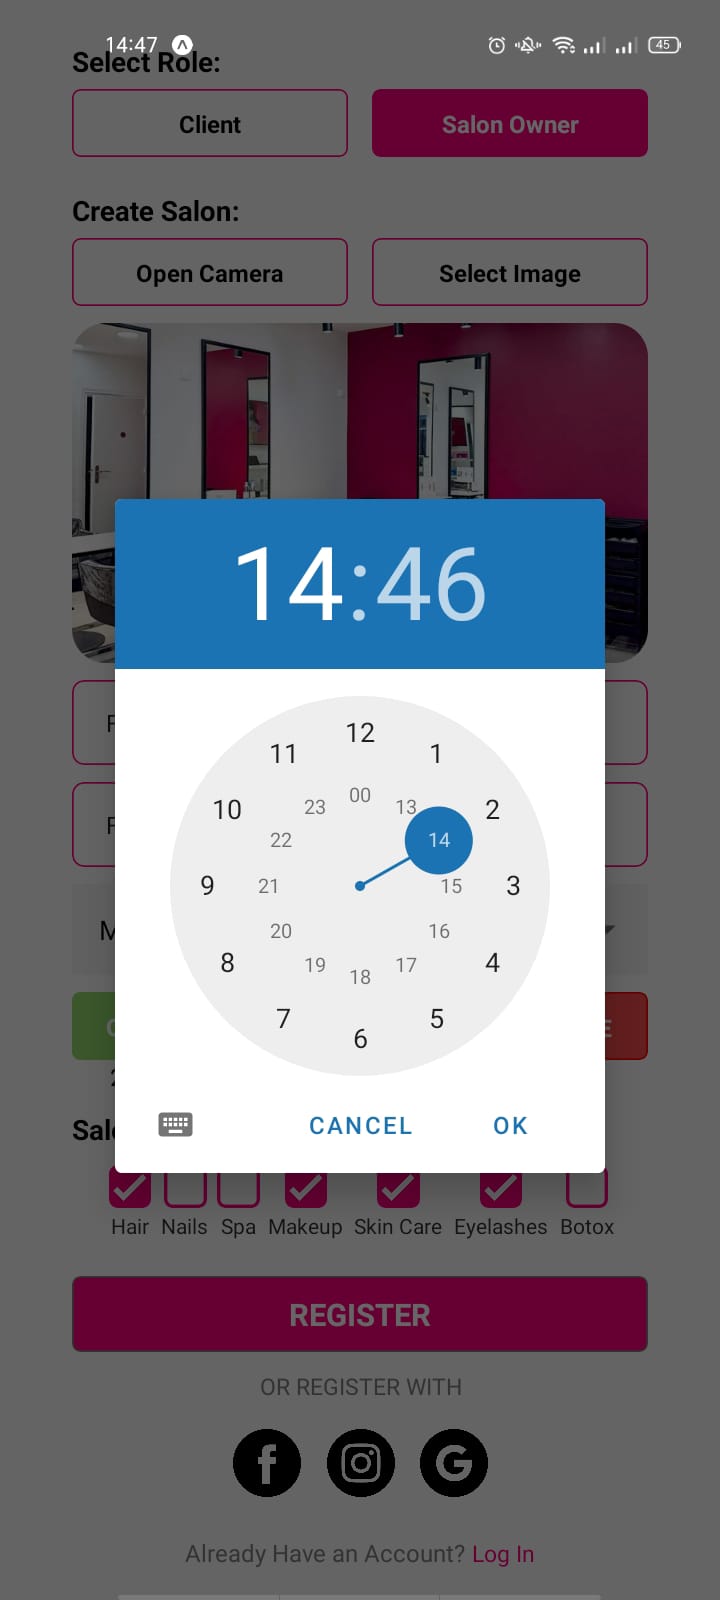 14:47
45
Select Role:
Client Salon Owner
Create Salon:
Open Camera Select Image
14:46
12
11 1
00
23 13
10 2
22 14
9 21 15 3
20 16
8 4
19 17
18
7 5
6
CANCEL OK
Hair Nails Spa Makeup Skin Care Eyelashes Botox
REGISTER
OR REGISTER WITH
Already Have an Account? Log In